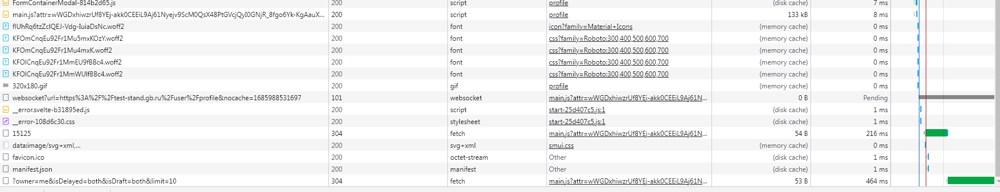 FormContainerModal-814b2d65.js 200 script profile (disk cache) 7 ms
main.js?attr=wWGDxhiwzrUf8YEj-akk0CEEiL9Aj61Nyejv9ScM0QsX48PtGVcjQyI0GNjR_8fgo6Yk-KgAauX... 200 script profile 133 kB 8 ms
flUhRq6tzZclQEJ-Vdg-IuiaDsNc.woff2 200 font icon?family=Material+Icons (memory cache) 0 ms
KFOmCnqEu92Fr1Mu5mxKOzY.woff2 200 font css?family=Roboto:300,400,500,600,700 (memory cache) 0 ms
KFOmCnqEu92Fr1Mu4mxK.woff2 200 font css?family=Roboto:300,400,500,600,700 (memory cache) 0 ms
KFOlCnqEu92Fr1MmEU9fBBc4.woff2 200 font css?family=Roboto:300,400,500,600,700 (memory cache) 0 ms
KFOlCnqEu92Fr1MmWUlfBBc4.woff2 200 font css?family=Roboto:300,400,500,600,700 (memory cache) 0 ms
320x180.gif 200 gif profile (memory cache) 0 ms
websocket?url=https%3A%2F%2Ftest-stand.gb.ru%2Fuser%2Fprofile&nocache=1685988531697 101 websocket main.js?attr=wWGDxhiwzrUf8YEj-akk0CEEiL9Aj61N... 0 B Pending
__error.svelte-b31895ed.js 200 script start-25d407c5.js:1 (disk cache) 1 ms
__error-108d6c30.css 200 stylesheet start-25d407c5.js:1 (disk cache) 1 ms
15125 304 fetch main.js?attr=wWGDxhiwzrUf8YEj-akk0CEEiL9Aj61N... 54 B 216 ms
data:image/svg+xml,... 200 svg+xml smui.css (memory cache) 0 ms
favicon.ico 200 octet-stream Other (disk cache) 1 ms
manifest.json 200 manifest Other (disk cache) 1 ms
?owner=me&isDelayed=both&isDraft=both&limit=10 304 fetch main.js?attr=wWGDxhiwzrUf8YEj-akk0CEEiL9Aj61N... 53 B 464 ms